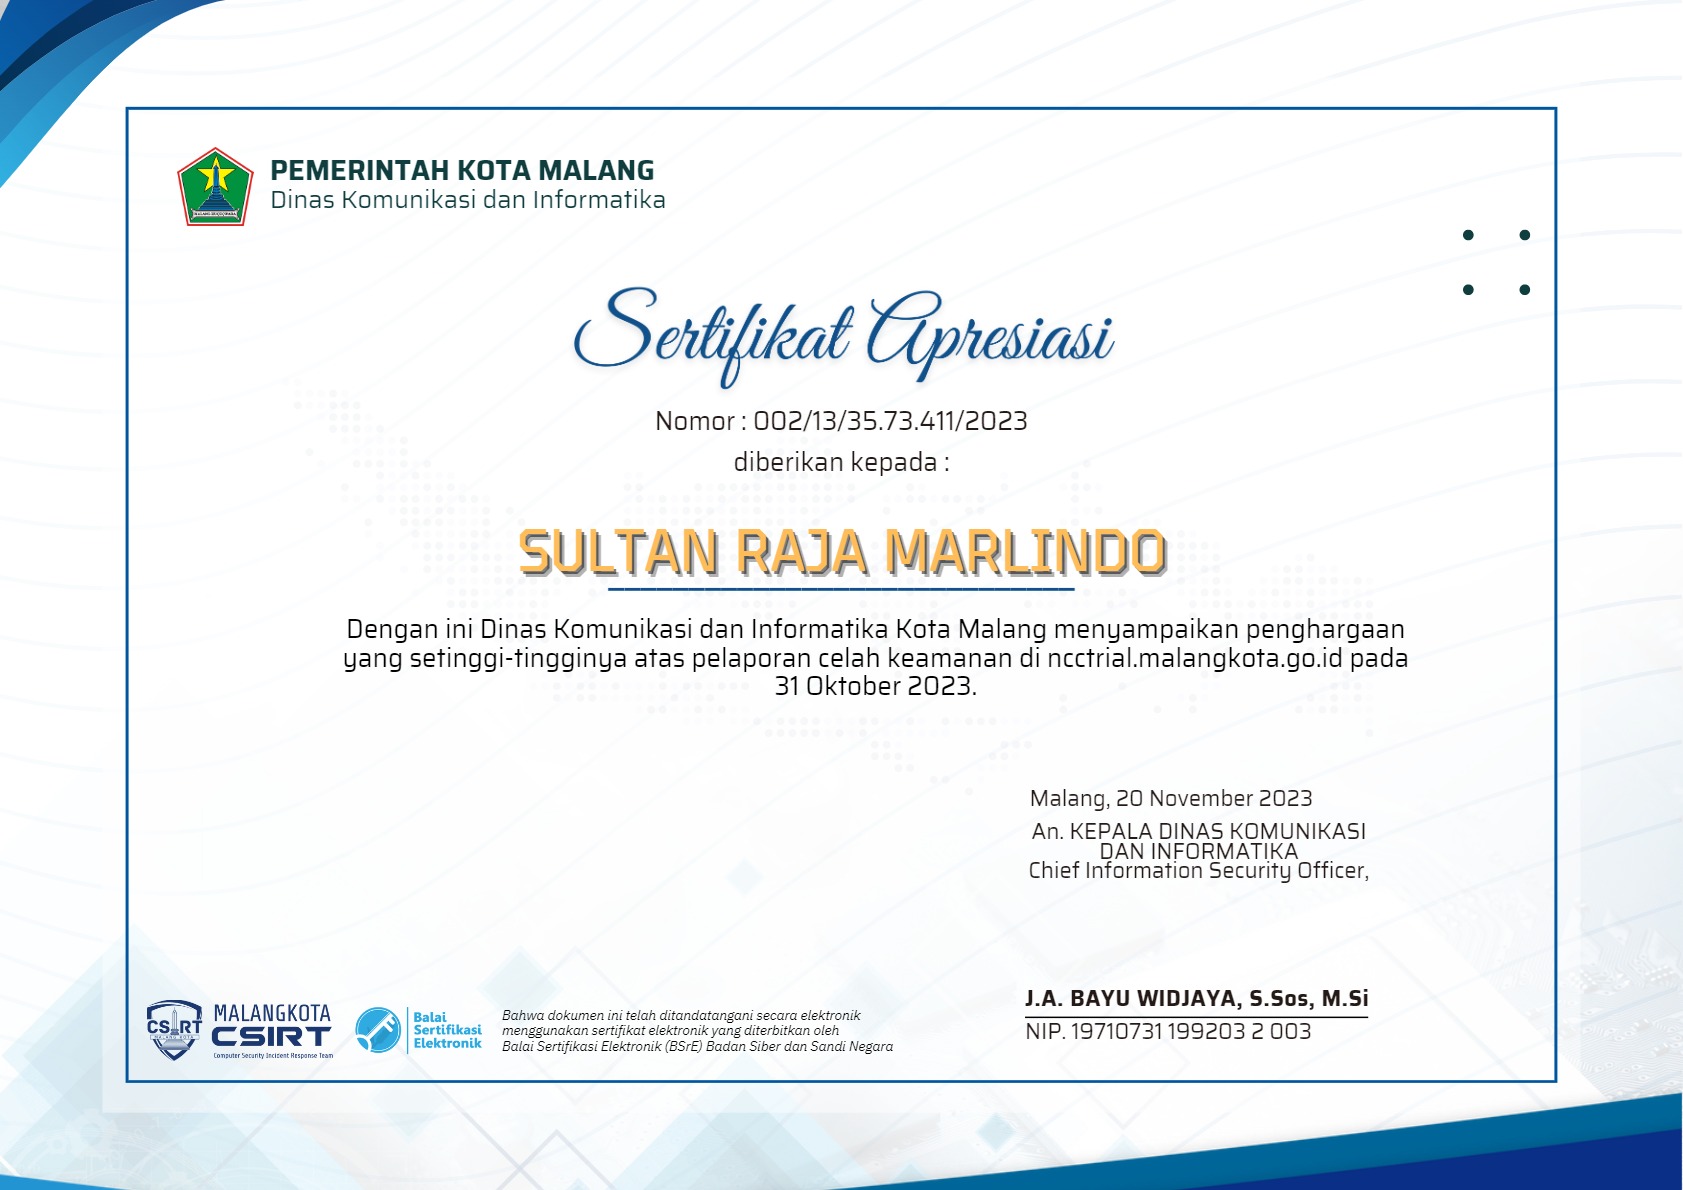 PEMERINTAH KOTA MALANG
Dinas Komunikasi dan Informatika
Sertifikat Apresiasi
Nomor : 002/13/35.73.411/2023
diberikan kepada :
SULTAN RAJA MARLINDO
Dengan ini Dinas Komunikasi dan Informatika Kota Malang menyampaikan penghargaan
yang setinggi-tingginya atas pelaporan celah keamanan di ncctrial.malangkota.go.id pada
31 Oktober 2023.
Malang, 20 November 2023
An. KEPALA DINAS KOMUNIKASI
DAN INFORMATIKA
Chief Information Security Officer,
J.A. BAYU WIDJAYA, S.Sos, M.Si
NIP. 19710731 199203 2 003
CSIRT
MALANG KOTA
MALANGKOTA
CSIRT
Computer Security Incident Response Team
Balai
Sertifikasi
Elektronik
Bahwa dokumen ini telah ditandatangani secara elektronik
menggunakan sertifikat elektronik yang diterbitkan oleh
Balai Sertifikasi Elektronik (BSrE) Badan Siber dan Sandi Negara